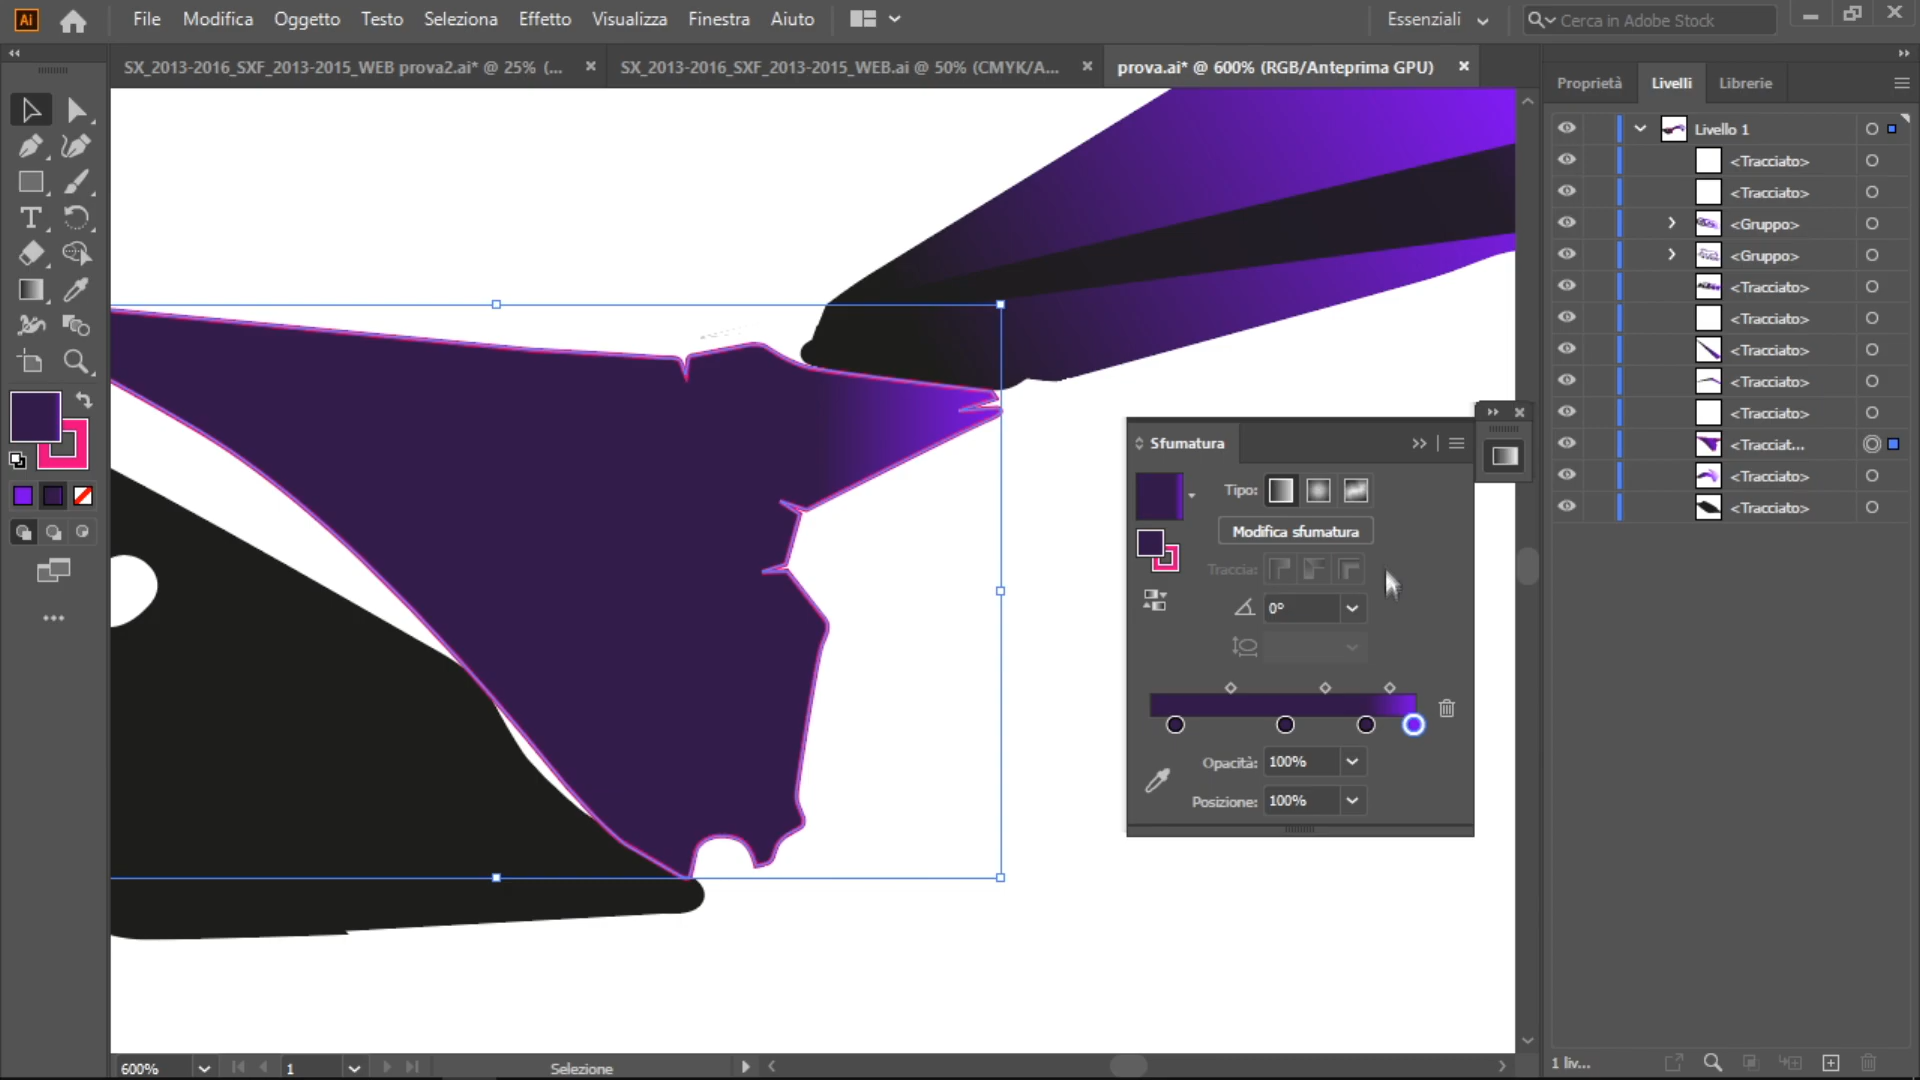 Ai File Modifica Oggetto Testo Seleziona Effetto Visualizza Finestra Aiuto Essenziali Cerca in Adobe Stock
SX_2013-2016_SXF_2013-2015_WEB prova2.ai* @ 25% (... SX_2013-2016_SXF_2013-2015_WEB.ai @ 50% (CMYK/A... prova.ai* @ 600% (RGB/Anteprima GPU)
Proprietà Livelli Librerie
Livello 1
<Tracciato>
<Tracciato>
<Gruppo>
<Gruppo>
<Tracciato>
<Tracciato>
<Tracciato>
<Tracciato>
<Tracciato>
<Tracciat...
<Tracciato>
<Tracciato>
Sfumatura
Tipo:
Modifica sfumatura
Traccia:
0°
Opacità: 100%
Posizione: 100%
600% 1 Selezione
1 liv...